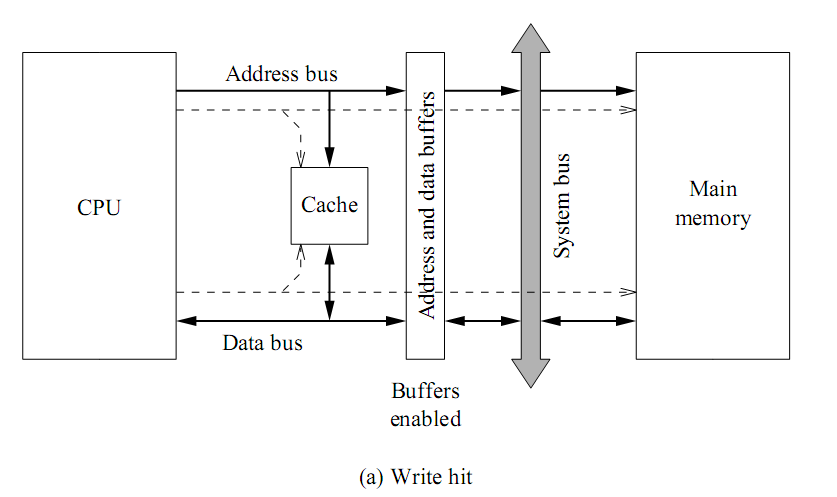 Address bus
CPU
Cache
Address and data buffers
System bus
Main
memory
Data bus
Buffers
enabled
(a) Write hit